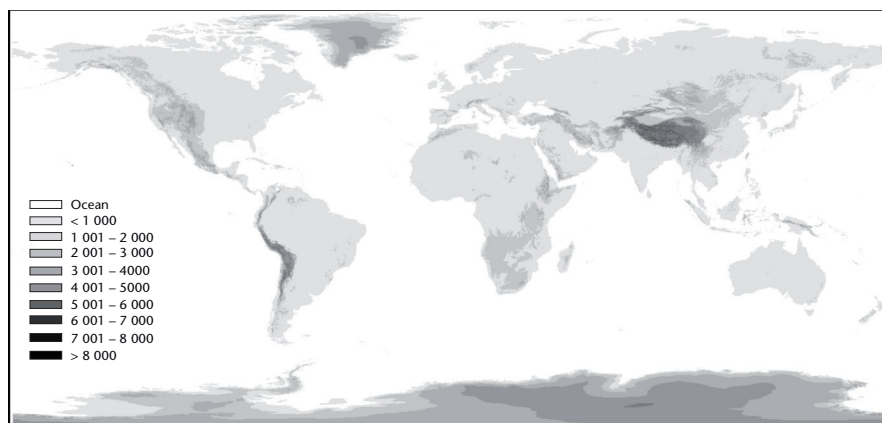 Ocean
< 1 000
1 001 – 2 000
2 001 – 3 000
3 001 – 4000
4 001 – 5000
5 001 – 6 000
6 001 – 7 000
7 001 – 8 000
> 8 000